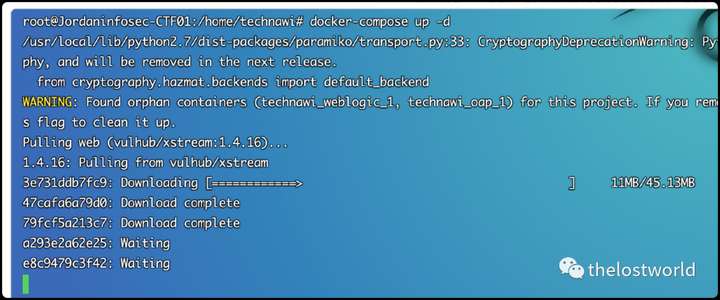 root@Jordaninfosec-CTF01:/home/technawi# docker-compose up -d
/usr/local/lib/python2.7/dist-packages/paramiko/transport.py:33: CryptographyDeprecationWarning: Py
phy, and will be removed in the next release.
from cryptography.hazmat.backends import default_backend
WARNING: Found orphan containers (technawi_weblogic_1, technawi_oap_1) for this project. If you remo
s flag to clean it up.
Pulling web (vulhub/xstream:1.4.16)...
1.4.16: Pulling from vulhub/xstream
3e731ddb7fc9: Downloading [============>                                      ]     11MB/45.13MB
47cafa6a79d0: Download complete
79fcf5a213c7: Download complete
a293e2a62e25: Waiting
e8c9479c3f42: Waiting
thelostworld